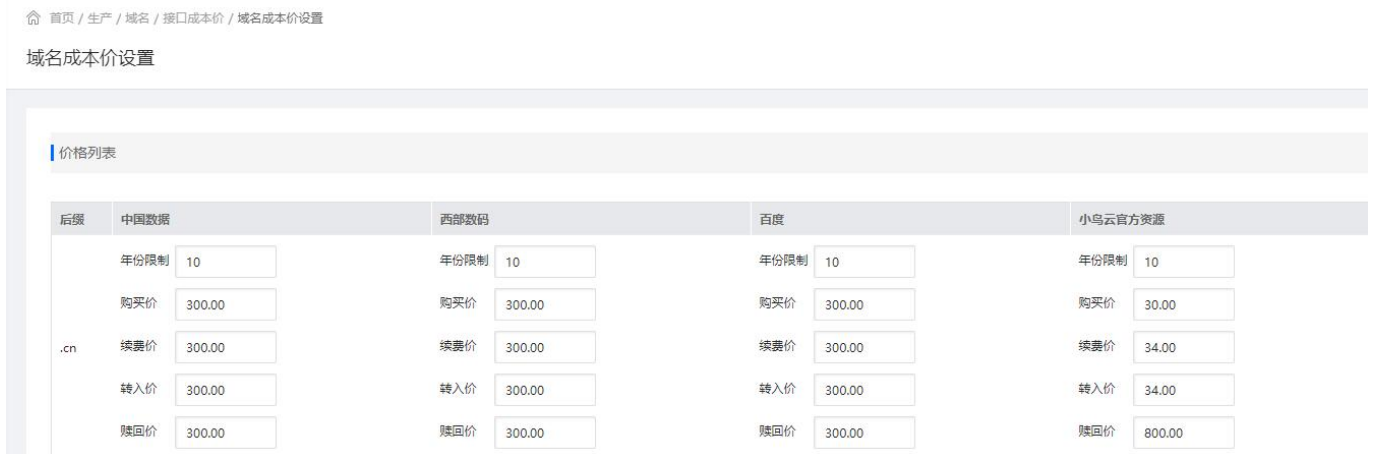 首页 / 生产 / 域名 / 接口成本价 / 域名成本价设置
域名成本价设置
价格列表
后缀 中国数据 西部数码 百度 小鸟云官方资源
年份限制 10 年份限制 10 年份限制 10 年份限制 10
购买价 300.00 购买价 300.00 购买价 300.00 购买价 30.00
.cn 续费价 300.00 续费价 300.00 续费价 300.00 续费价 34.00
转入价 300.00 转入价 300.00 转入价 300.00 转入价 34.00
赎回价 300.00 赎回价 300.00 赎回价 300.00 赎回价 800.00